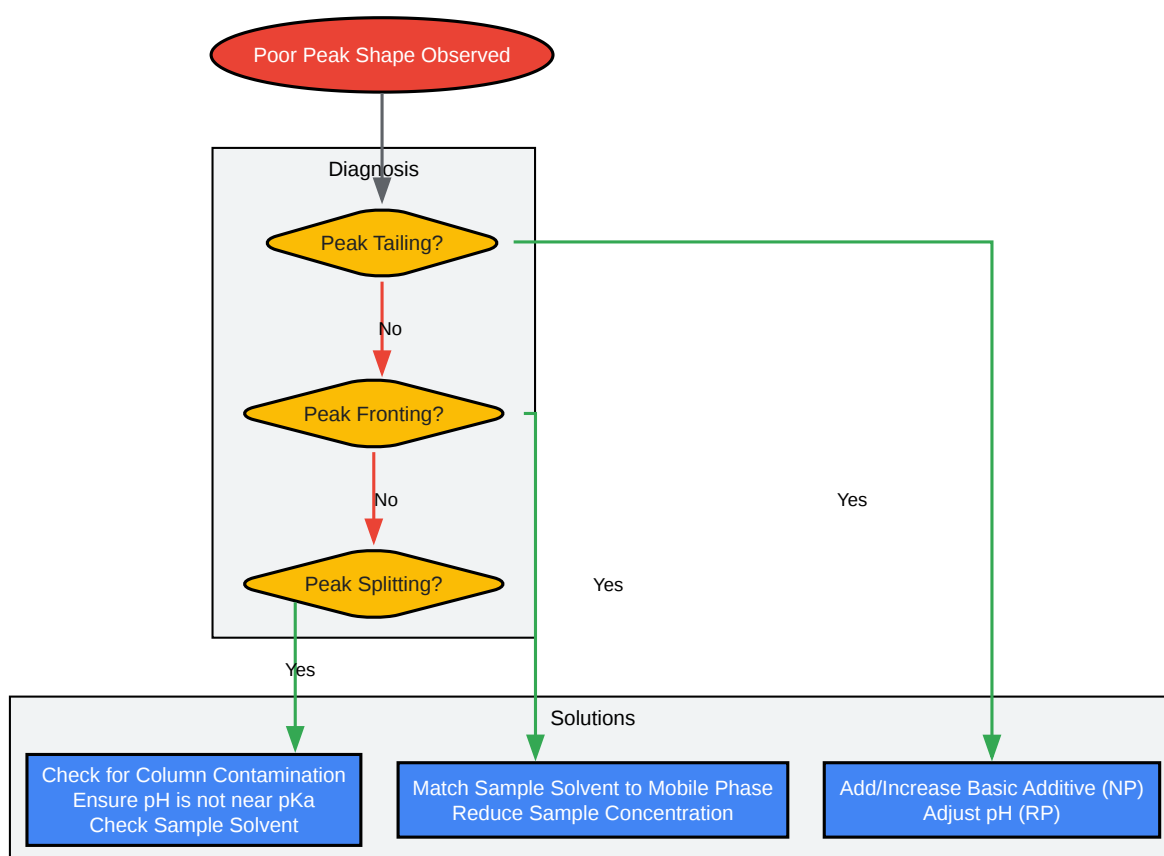 Poor Peak Shape Observed
Diagnosis
Peak Tailing?
No
Peak Fronting?
No
Yes
Peak Splitting?
Yes
Yes
Solutions
Check for Column Contamination
Ensure pH is not near pKa
Check Sample Solvent
Match Sample Solvent to Mobile Phase
Reduce Sample Concentration
Add/Increase Basic Additive (NP)
Adjust pH (RP)